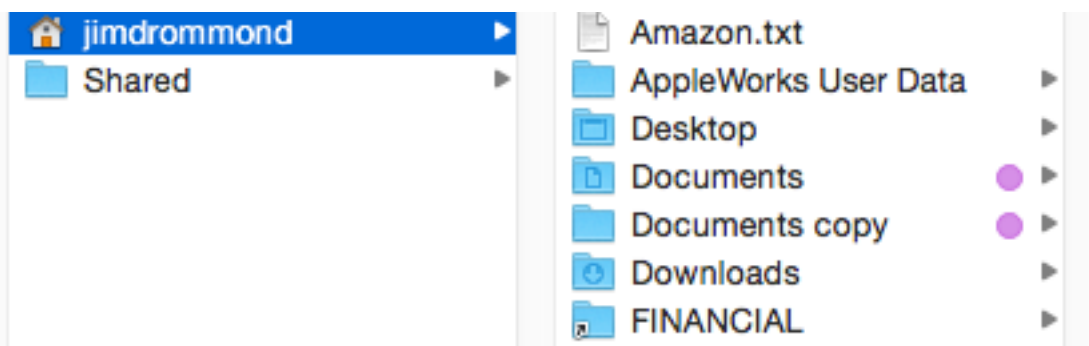 jimdrommond
Shared
Amazon.txt
AppleWorks User Data
Desktop
Documents
Documents copy
Downloads
FINANCIAL